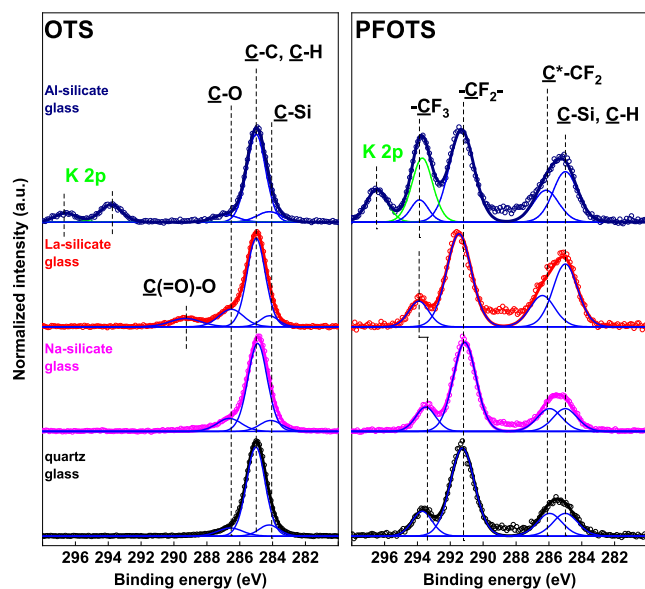 OTS
PFOTS
C-C, C-H
C-O
C-Si
Al-silicate
glass
K 2p
C(=O)-O
La-silicate
glass
Na-silicate
glass
quartz
glass
C*-CF2
-CF2-
-CF3
C-Si, C-H
K 2p
Normalized intensity (a.u.)
296 294 292 290 288 286 284 282
296 294 292 290 288 286 284 282
Binding energy (eV)
Binding energy (eV)